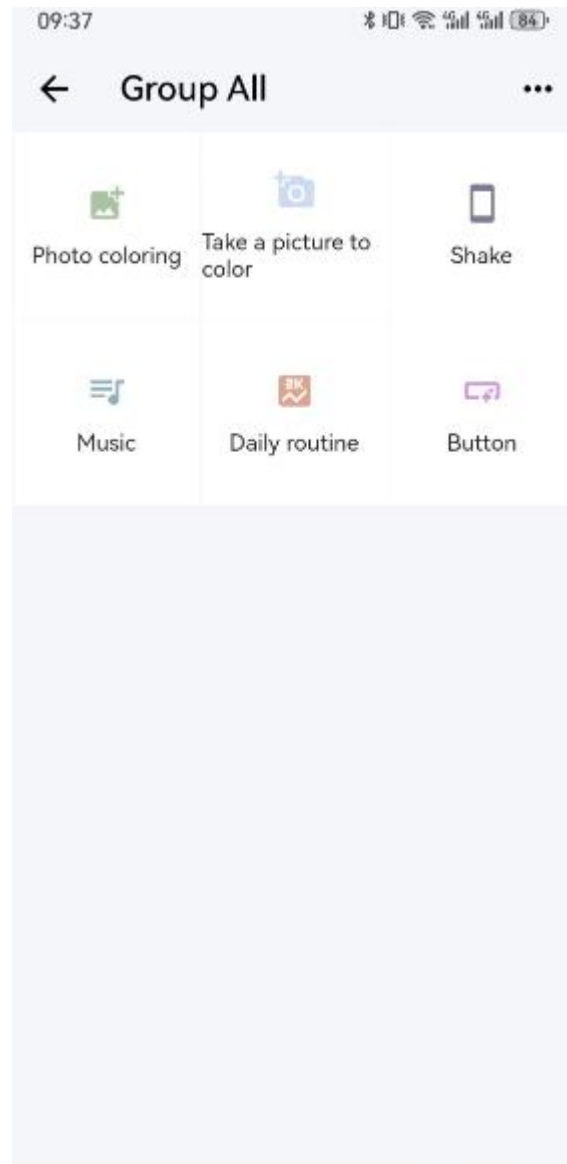 09:37
84
Group All
Photo coloring
Take a picture to
color
Shake
Music
Daily routine
Button